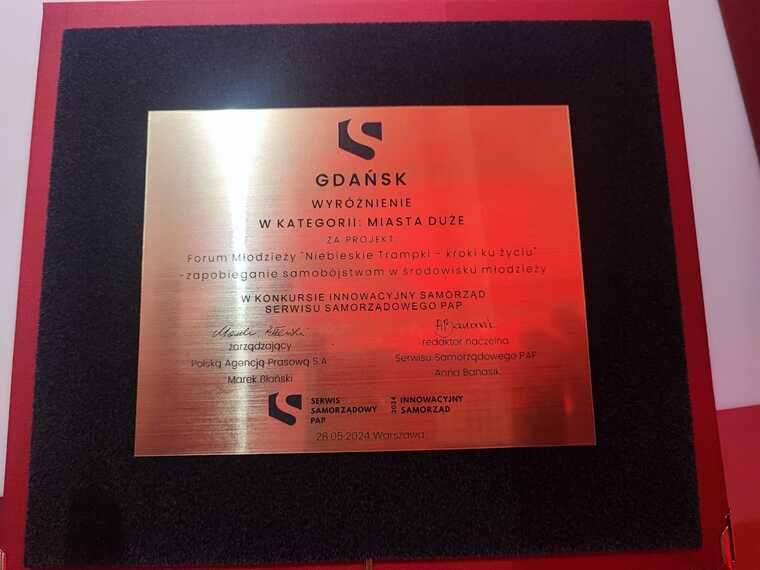 GDAŃSK
WYRÓŻNIENIE
W KATEGORII: MIASTA DUŻE
ZA PROJEKT
Forum Młodzieży "Niebieskie Trampki - kroki ku życiu"
-zapobieganie samobójstwom w środowisku młodzieży
W KONKURSIE INNOWACYJNY SAMORZĄD
SERWISU SAMORZĄDOWEGO PAP
zarządzający
Polską Agencją Prasową S.A
Marek Błoński
redaktor naczelna
Serwisu Samorządowego PAP
Anna Banasik
SERWIS
SAMORZĄDOWY
PAP
2024
INNOWACYJNY
SAMORZĄD
28.05.2024 Warszawa